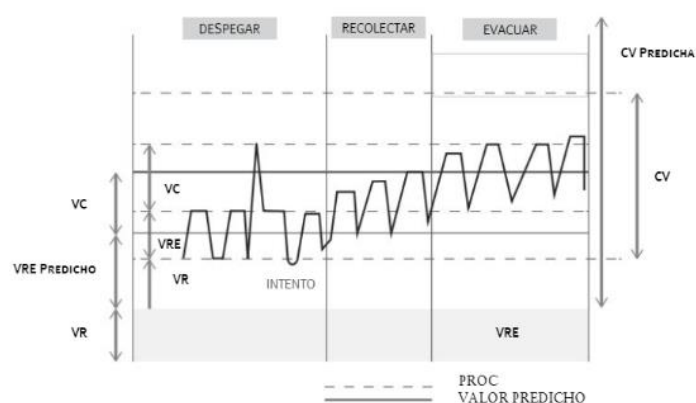 DESPEGAR
RECOLECTAR
EVACUAR
CV PREDICHA
VC
VC
CV
VRE
VRE PREDICHO
VR
INTENTO
VR
VRE
PROC
VALOR PREDICHO